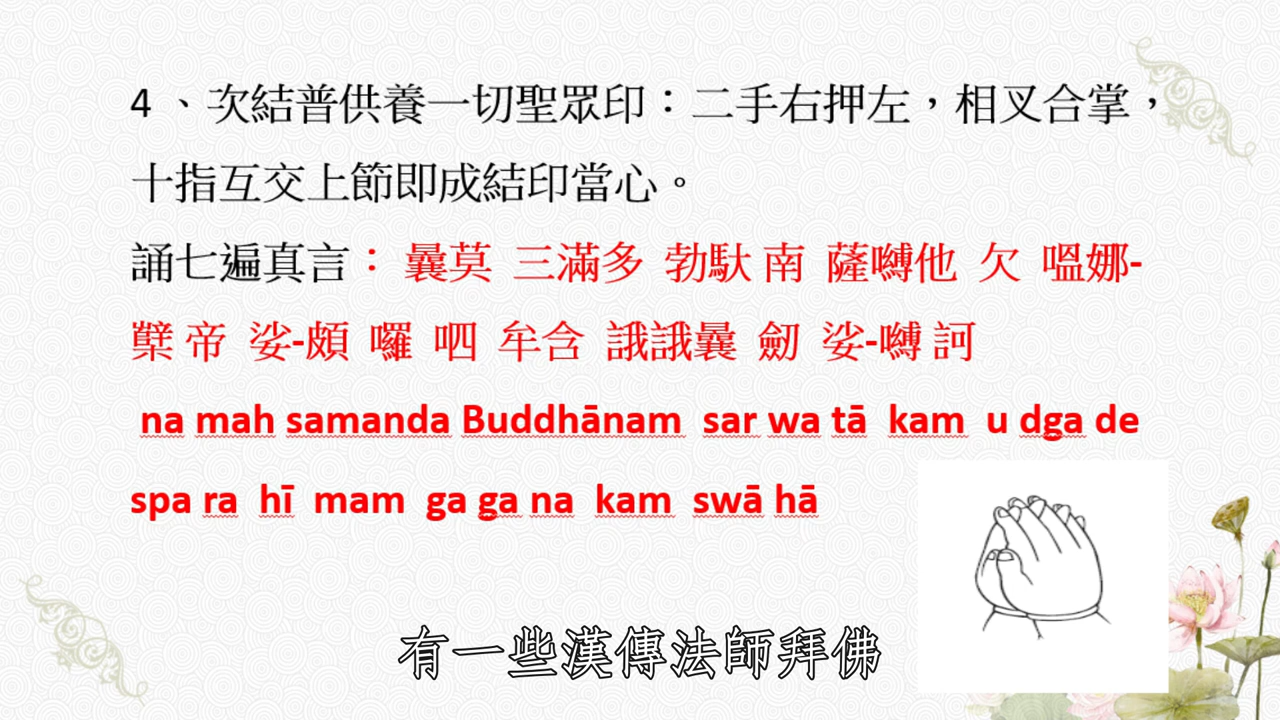 4 、次結普供養一切聖眾印：二手右押左，相叉合掌，
十指互交上節即成結印當心。
誦七遍真言： 曩莫 三滿多 勃馱 南 薩嚩他 欠 嗢娜-
櫱 帝 娑-頗 囉 呬 牟含 誐誐曩 劒 娑-嚩 訶
na mah samanda Buddhānam sar wa tā kam u dga de
spa ra hī mam ga ga na kam swā hā
有一些漢傳法師拜佛